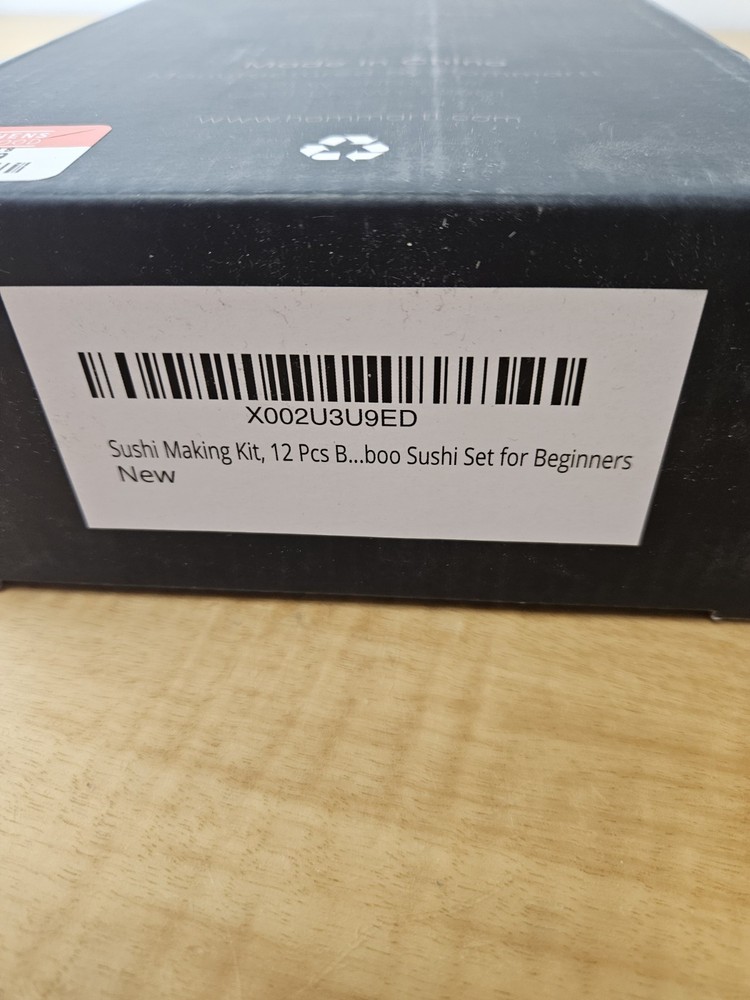 Made in China
X002U3U9ED
Sushi Making Kit, 12 Pcs B...boo Sushi Set for Beginners
New